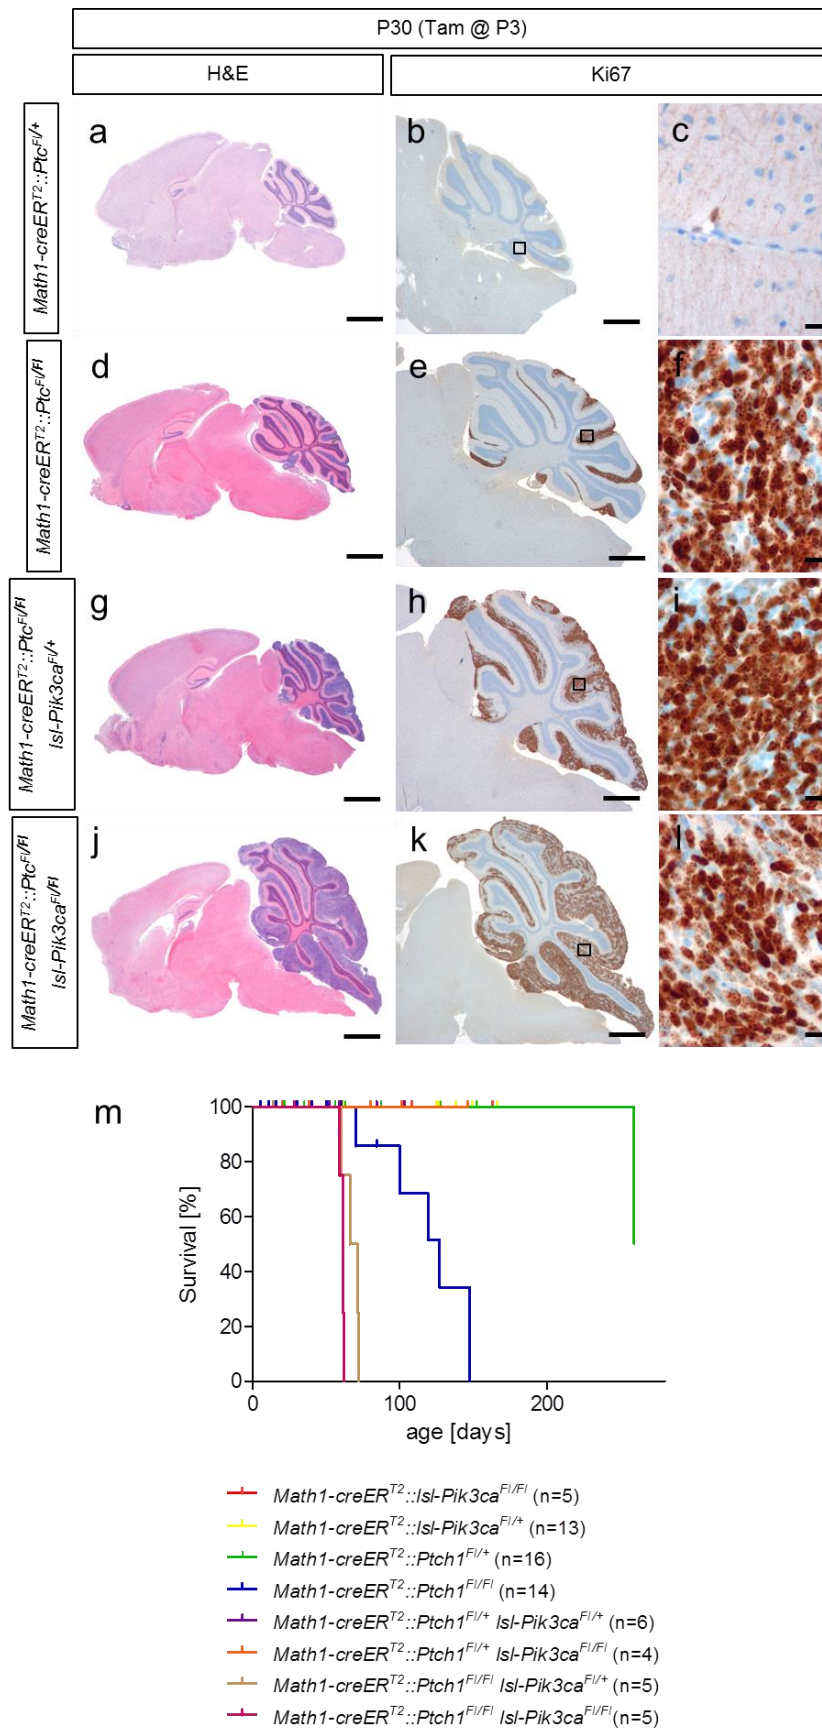 P30 (Tam @ P3)
H&E
Ki67
Math1-creER^T2::Ptc^Fl/+
a
b
c
Math1-creER^T2::Ptc^Fl/Fl
d
e
f
Math1-creER^T2::Ptc^Fl/Fl
lsl-Pik3ca^Fl/+
g
h
i
Math1-creER^T2::Ptc^Fl/Fl
lsl-Pik3ca^Fl/Fl
j
k
l
m
100
80
60
40
20
0
Survival [%]
0
100
200
age [days]
Math1-creER^T2::lsl-Pik3ca^Fl/Fl (n=5)
Math1-creER^T2::lsl-Pik3ca^Fl/+ (n=13)
Math1-creER^T2::Ptch1^Fl/+ (n=16)
Math1-creER^T2::Ptch1^Fl/Fl (n=14)
Math1-creER^T2::Ptch1^Fl/+ lsl-Pik3ca^Fl/+ (n=6)
Math1-creER^T2::Ptch1^Fl/+ lsl-Pik3ca^Fl/Fl (n=4)
Math1-creER^T2::Ptch1^Fl/Fl lsl-Pik3ca^Fl/+ (n=5)
Math1-creER^T2::Ptch1^Fl/Fl lsl-Pik3ca^Fl/Fl (n=5)